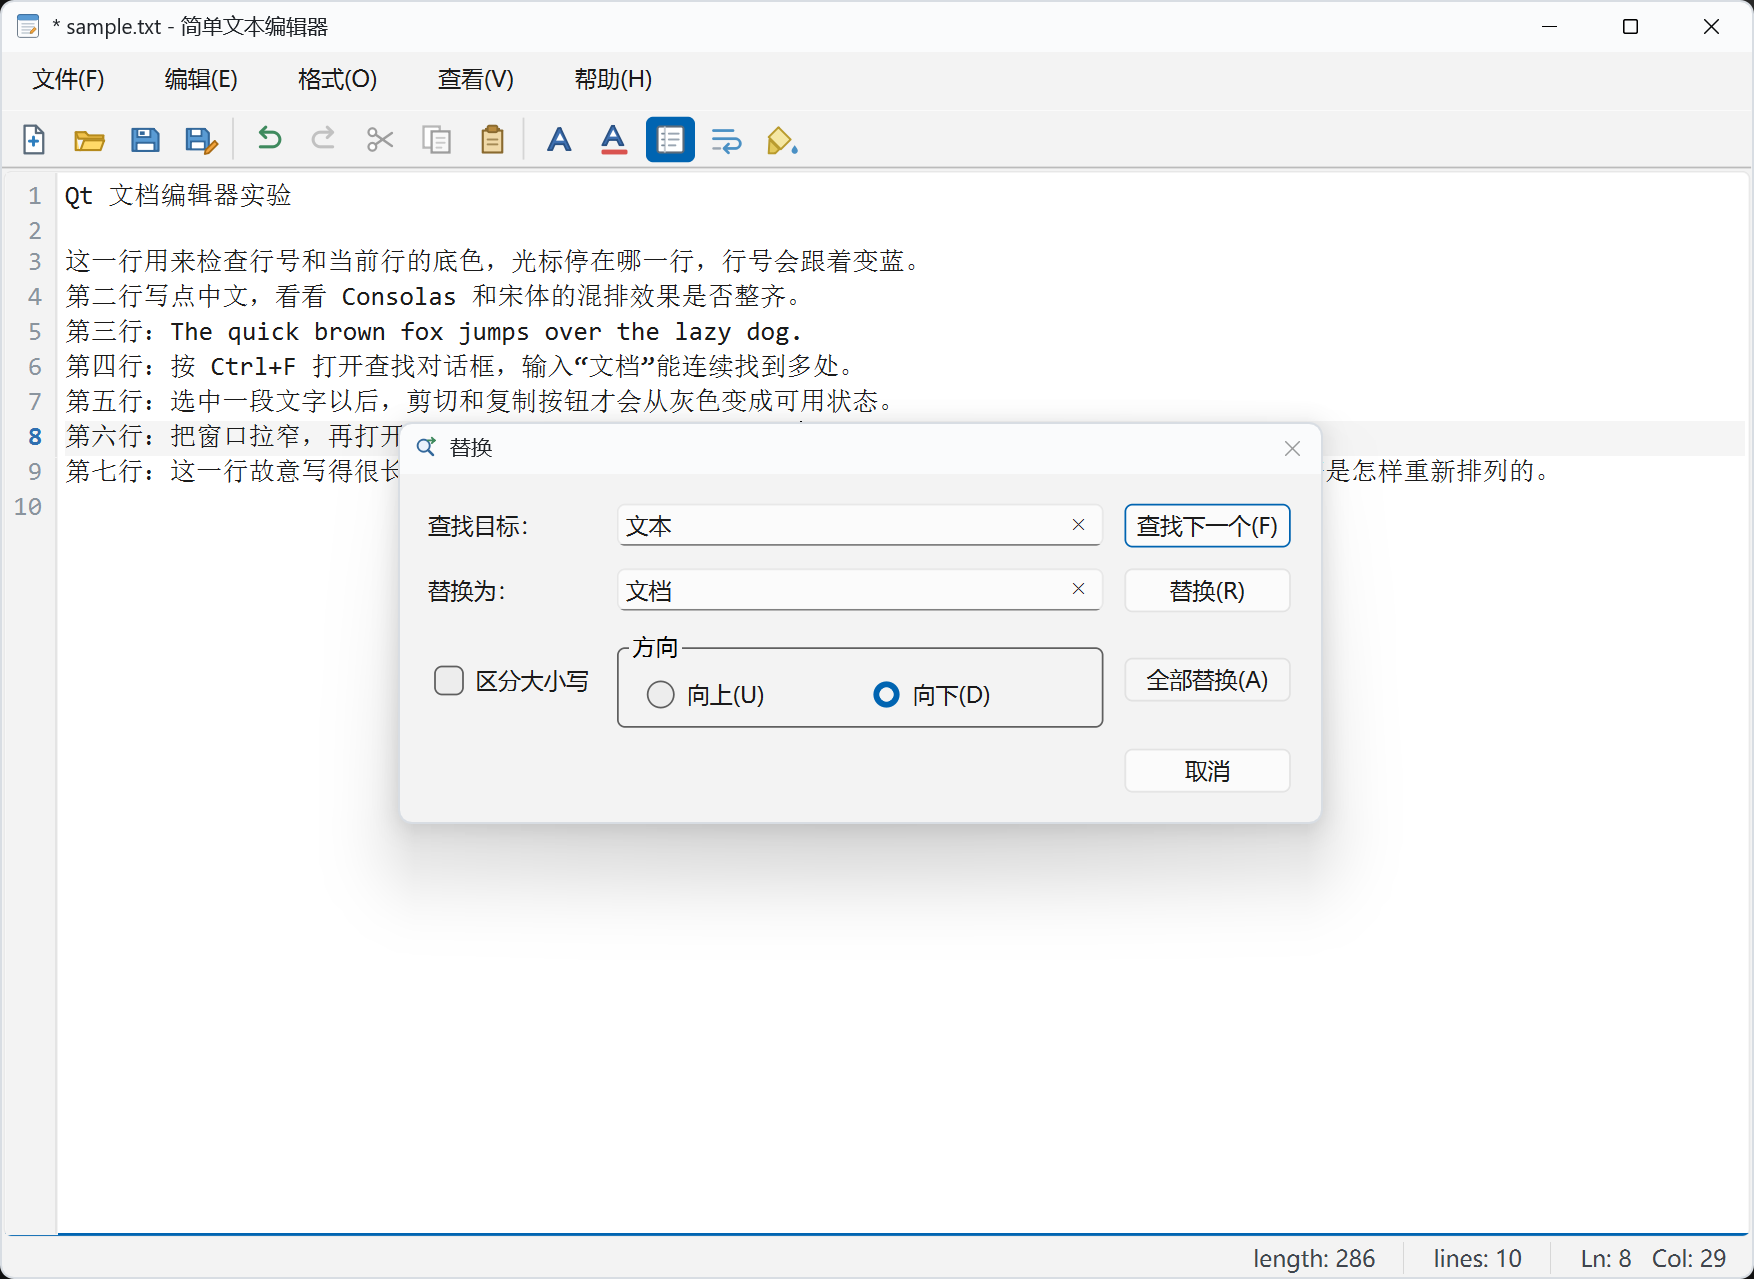 * sample.txt - 简单文本编辑器
文件(F) 编辑(E) 格式(O) 查看(V) 帮助(H)
1 Qt 文档编辑器实验
2
3 这一行用来检查行号和当前行的底色，光标停在哪一行，行号会跟着变蓝。
4 第二行写点中文，看看 Consolas 和宋体的混排效果是否整齐。
5 第三行：The quick brown fox jumps over the lazy dog.
6 第四行：按 Ctrl+F 打开查找对话框，输入“文档”能连续找到多处。
7 第五行：选中一段文字以后，剪切和复制按钮才会从灰色变成可用状态。
8 第六行：把窗口拉窄，再打开
9 第七行：这一行故意写得很长 是怎样重新排列的。
10
替换
查找目标: 文本 查找下一个(F)
替换为: 文档 替换(R)
方向
区分大小写 向上(U) 向下(D) 全部替换(A)
取消
length: 286 lines: 10 Ln: 8 Col: 29